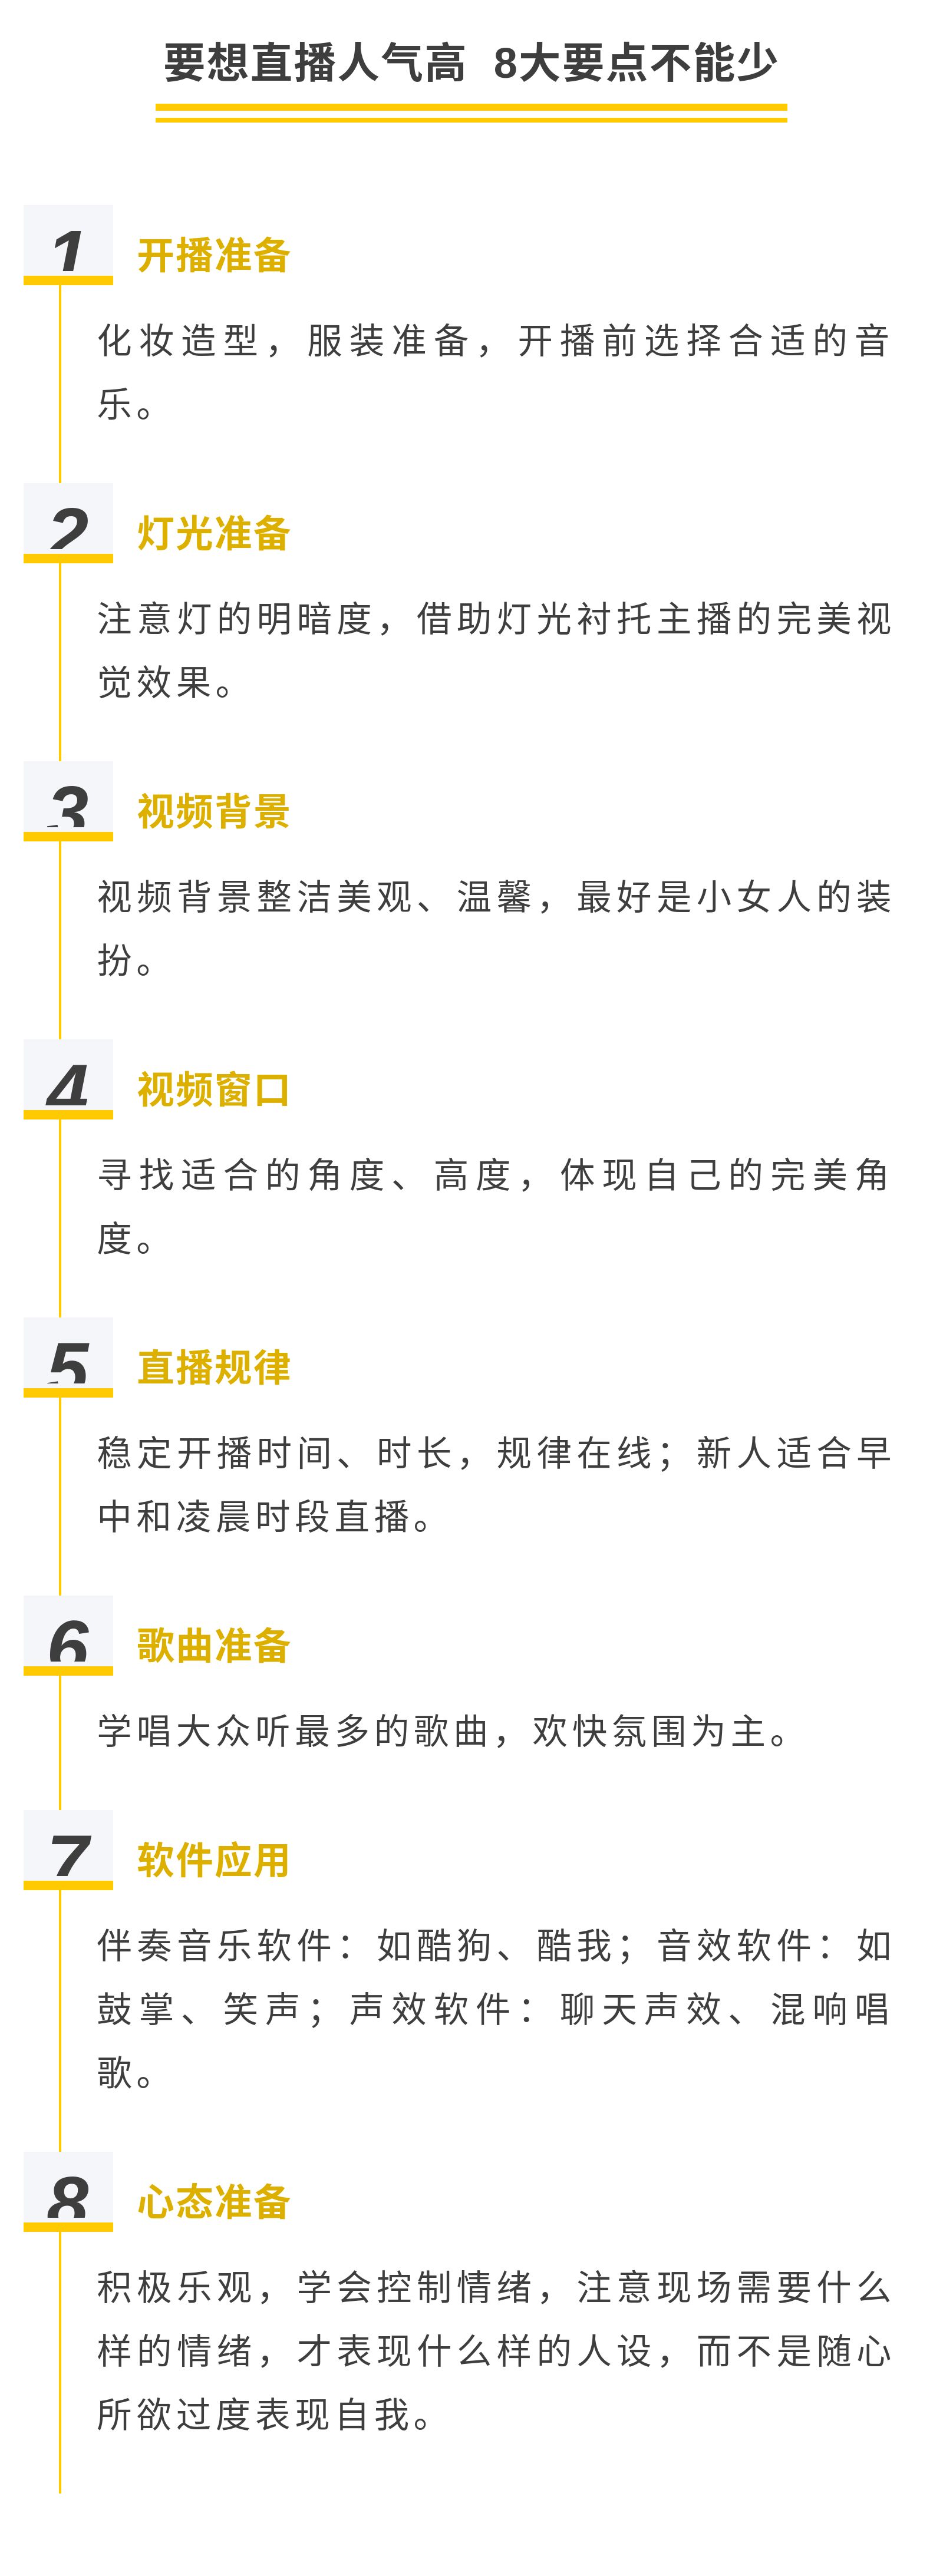 要想直播人气高 8大要点不能少
1
开播准备
化妆造型，服装准备，开播前选择合适的音
乐。
2
灯光准备
注意灯的明暗度，借助灯光衬托主播的完美视
觉效果。
3
视频背景
视频背景整洁美观、温馨，最好是小女人的装
扮。
4
视频窗口
寻找适合的角度、高度，体现自己的完美角
度。
5
直播规律
稳定开播时间、时长，规律在线；新人适合早
中和凌晨时段直播。
6
歌曲准备
学唱大众听最多的歌曲，欢快氛围为主。
7
软件应用
伴奏音乐软件：如酷狗、酷我；音效软件：如
鼓掌、笑声；声效软件：聊天声效、混响唱
歌。
8
心态准备
积极乐观，学会控制情绪，注意现场需要什么
样的情绪，才表现什么样的人设，而不是随心
所欲过度表现自我。